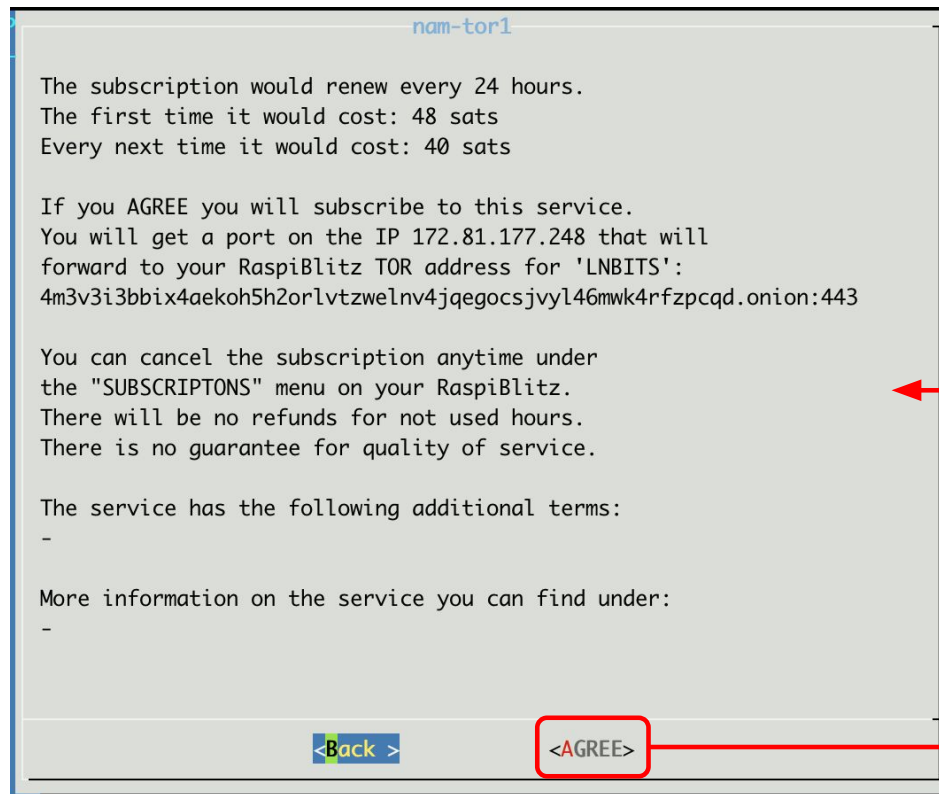 nam-tor1
The subscription would renew every 24 hours.
The first time it would cost: 48 sats
Every next time it would cost: 40 sats
If you AGREE you will subscribe to this service.
You will get a port on the IP 172.81.177.248 that will
forward to your RaspiBlitz TOR address for 'LNBITS':
4m3v3i3bbix4aekoh5h2orlvtzwelnv4jqegocsjvyl46mwk4rfzpcqd.onion:443
You can cancel the subscription anytime under
the "SUBSCRIPTONS" menu on your RaspiBlitz.
There will be no refunds for not used hours.
There is no guarantee for quality of service.
The service has the following additional terms:
-
More information on the service you can find under:
-
<Back > <AGREE>